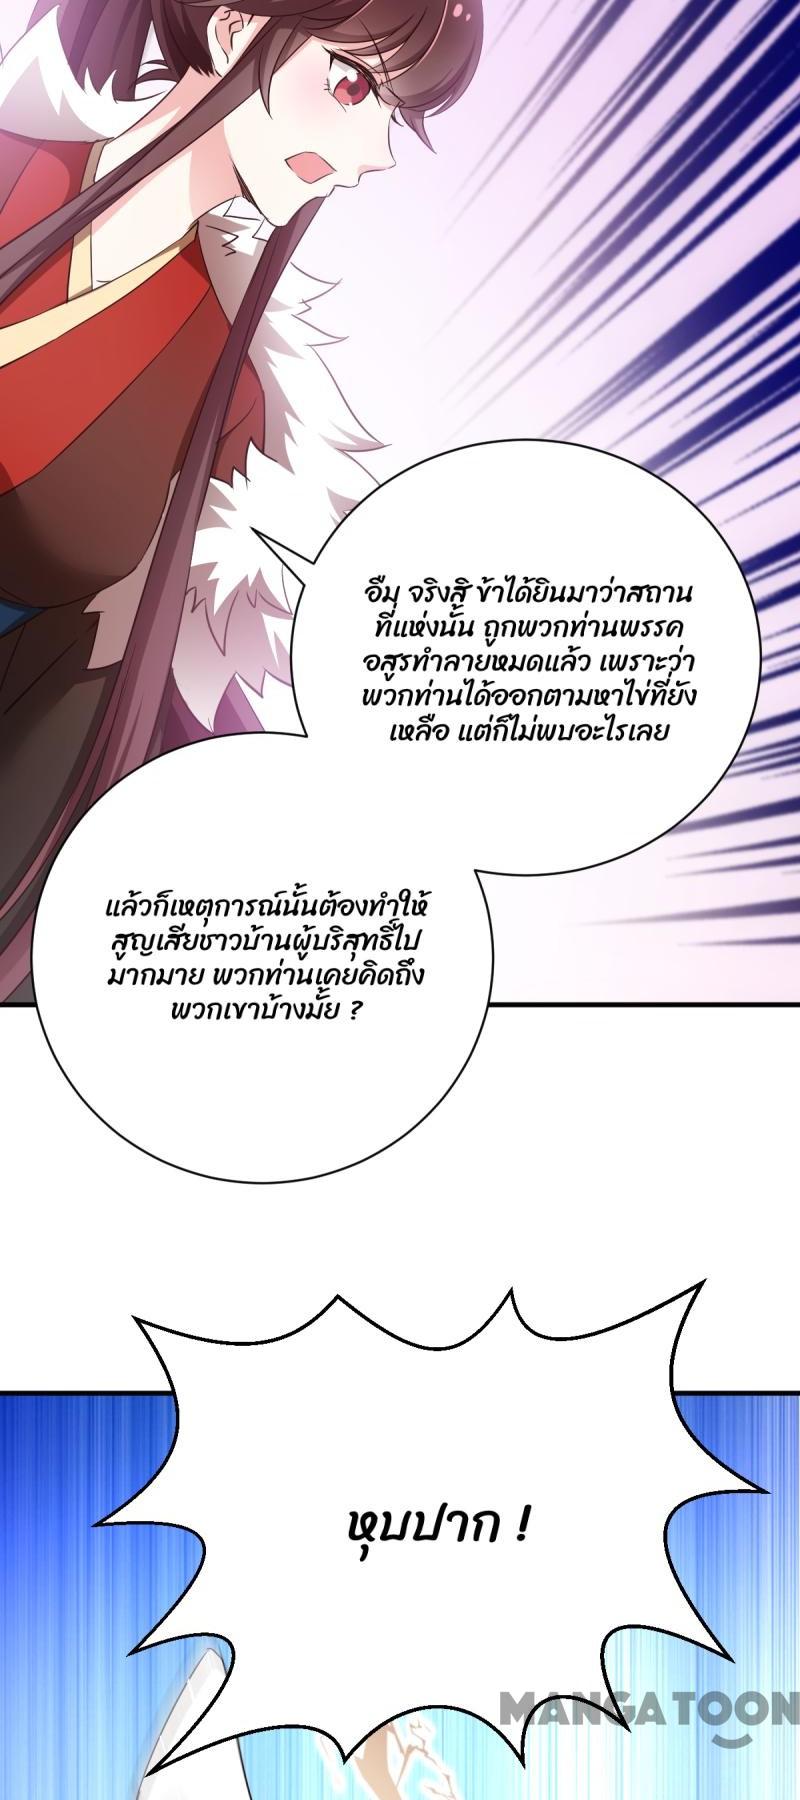 อืม จริงสิ ข้าได้ยินมาว่าสถาน
ที่แห่งนั้น ถูกพวกท่านพรรค
อสูรทำลายหมดแล้ว เพราะว่า
พวกท่านได้ออกตามหาไข่ที่ยัง
เหลือ แต่ก็ไม่พบอะไรเลย
แล้วก็เหตุการณ์นั้นต้องทำให้
สูญเสียชาวบ้านผู้บริสุทธิ์ไป
มากมาย พวกท่านเคยคิดถึง
พวกเขาบ้างมั้ย ?
หุบปาก !
MANGATOON